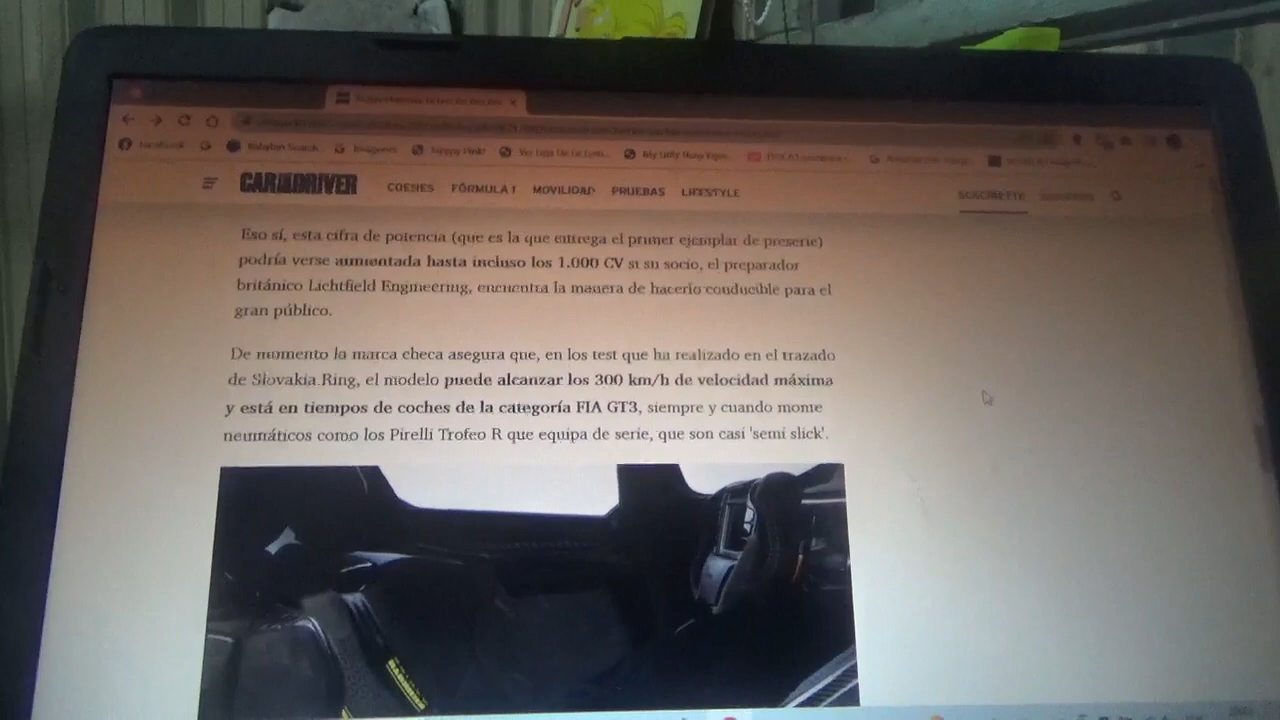 Facebook
Babylon Search
Imágenes
CAR AND DRIVER
COCHES FÓRMULA 1 MOVILIDAD PRUEBAS LIFESTYLE
SUSCRÍBETE
Eso sí, esta cifra de potencia (que es la que entrega el primer ejemplar de preserie)
podría verse aumentada hasta incluso los 1.000 CV si su socio, el preparador
británico Lichtfield Engineering, encuentra la manera de hacerlo conducible para el
gran público.
De momento la marca checa asegura que, en los test que ha realizado en el trazado
de Slovakia Ring, el modelo puede alcanzar los 300 km/h de velocidad máxima
y está en tiempos de coches de la categoría FIA GT3, siempre y cuando monte
neumáticos como los Pirelli Trofeo R que equipa de serie, que son casi 'semi slick'.